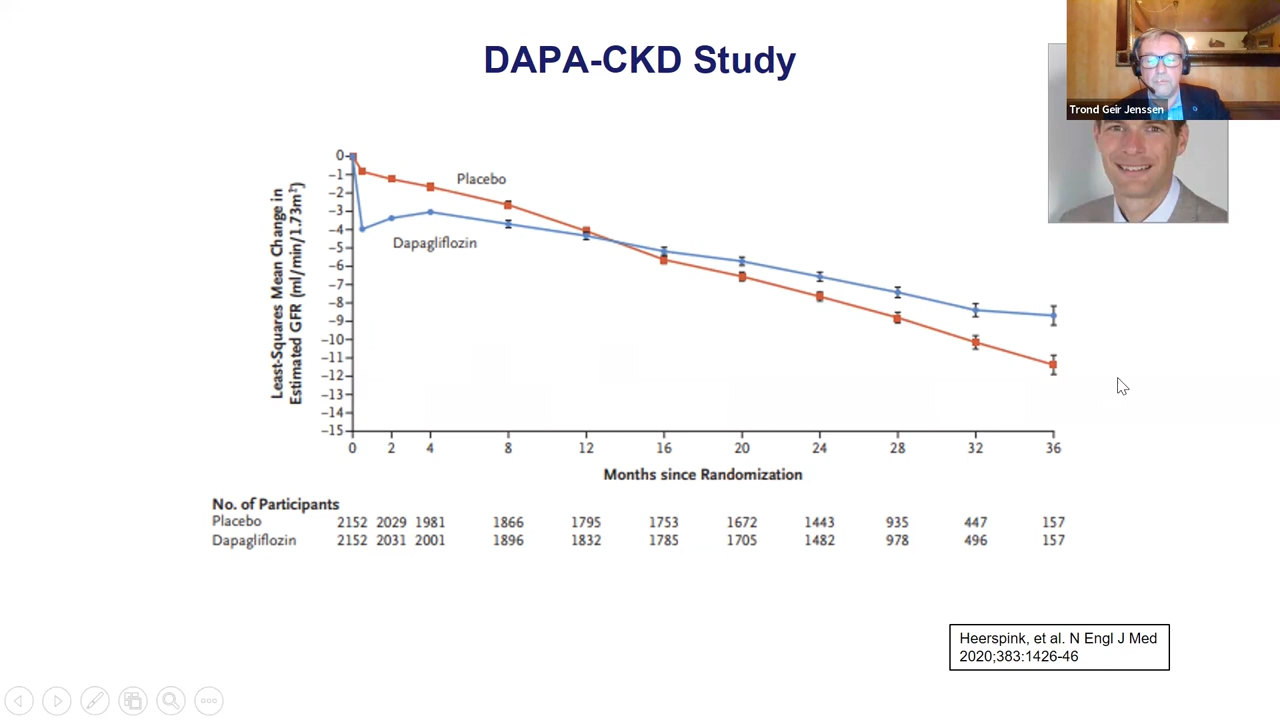 DAPA-CKD Study
Trond Geir Jenssen
Least-Squares Mean Change in
Estimated GFR (ml/min/1.73m²)
0
−1
−2
−3
−4
−5
−6
−7
−8
−9
−10
−11
−12
−13
−14
−15
Placebo
Dapagliflozin
0 2 4 8 12 16 20 24 28 32 36
Months since Randomization
No. of Participants
Placebo 2152 2029 1981 1866 1795 1753 1672 1443 935 447 157
Dapagliflozin 2152 2031 2001 1896 1832 1785 1705 1482 978 496 157
Heerspink, et al. N Engl J Med
2020;383:1426-46